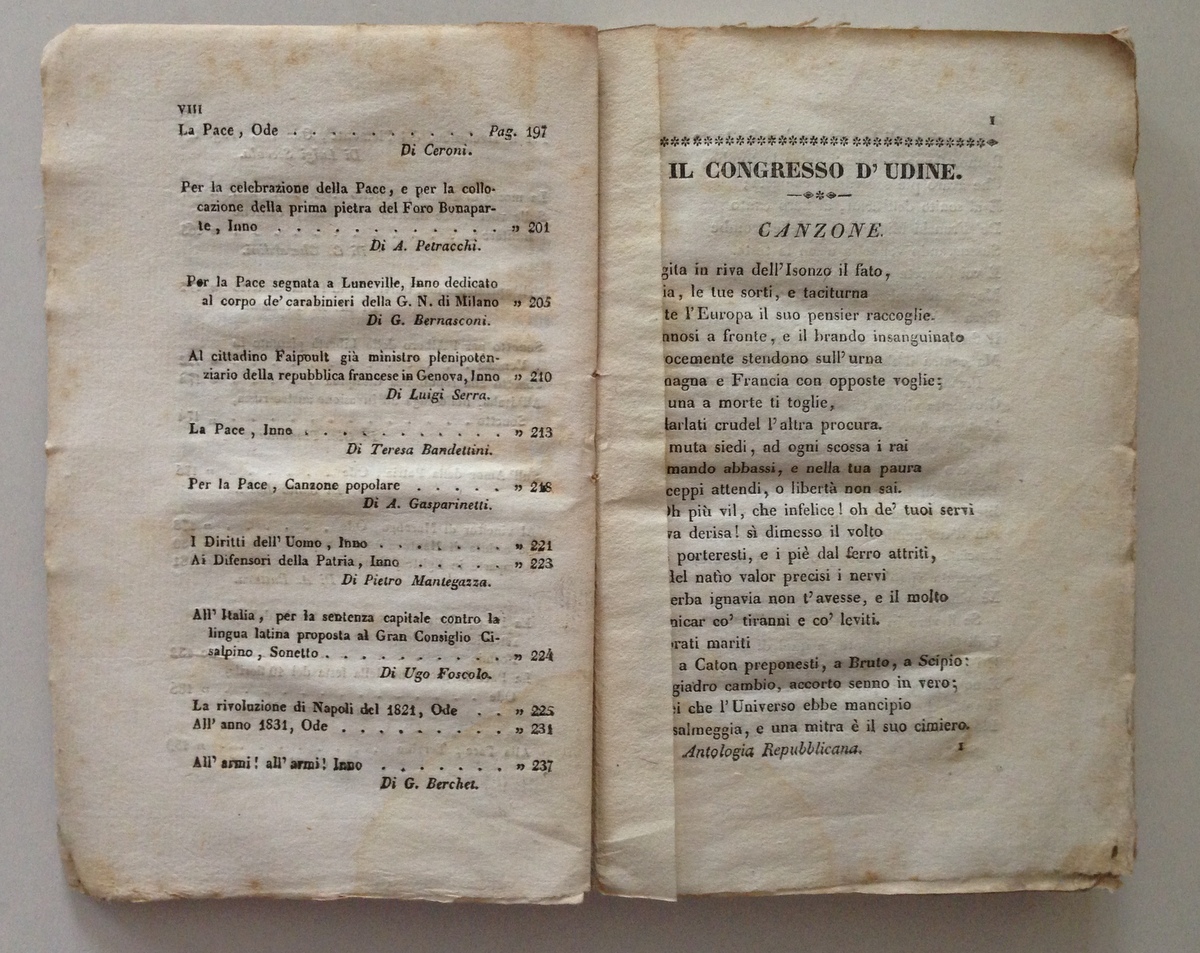 VIII
La Pace, Ode . . . . . . . . . . Pag. 197
Di Ceroni.
Per la celebrazione della Pace, e per la collo-
cazione della prima pietra del Foro Bonapar-
te, Inno . . . . . . . . . . . . „ 201
Di A. Petracchi.
Per la Pace segnata a Luneville, Inno dedicato
al corpo de' carabinieri della G. N. di Milano „ 205
Di G. Bernasconi.
Al cittadino Faipoult già ministro plenipoten-
ziario della repubblica francese in Genova, Inno „ 210
Di Luigi Serra.
La Pace, Inno . . . . . . . . . . . „ 213
Di Teresa Bandettini.
Per la Pace, Canzone popolare . . . . . „ 218
Di A. Gasparinetti.
I Diritti dell'Uomo, Inno . . . . . . . „ 221
Ai Difensori della Patria, Inno . . . . . „ 223
Di Pietro Mantegazza.
All'Italia, per la sentenza capitale contro la
lingua latina proposta al Gran Consiglio Ci-
salpino, Sonetto . . . . . . . . . . „ 224
Di Ugo Foscolo.
La rivoluzione di Napoli del 1821, Ode . . „ 225
All'anno 1831, Ode . . . . . . . . . „ 231
All'armi! all'armi! Inno . . . . . . . „ 237
Di G. Berchet.
1
IL CONGRESSO D'UDINE.
CANZONE.
gita in riva dell'Isonzo il fato,
ia, le tue sorti, e taciturna
te l'Europa il suo pensier raccoglie.
nnosi a fronte, e il brando insanguinato
ocemente stendono sull'urna
magna e Francia con opposte voglie;
una a morte ti toglie,
arlati crudel l'altra procura.
muta siedi, ad ogni scossa i rai
mando abbassi, e nella tua paura
ceppi attendi, o libertà non sai.
Oh più vil, che infelice! oh de' tuoi servi
va derisa! sì dimesso il volto
porteresti, e i piè dal ferro attriti,
del natìo valor precisi i nervi
erba ignavia non t'avesse, e il molto
nicar co' tiranni e co' leviti.
rati mariti
a Caton preponesti, a Bruto, a Scipio:
giadro cambio, accorto senno in vero;
i che l'Universo ebbe mancipio
salmeggia, e una mitra è il suo cimiero.
Antologia Repubblicana. 1